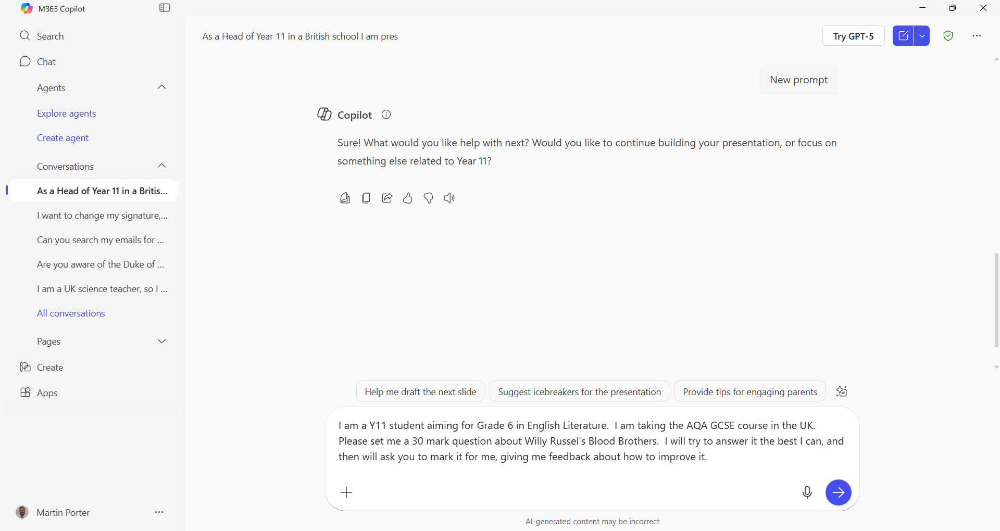 M365 Copilot
Search
Chat
Agents
Explore agents
Create agent
Conversations
As a Head of Year 11 in a Britis...
I want to change my signature,...
Can you search my emails for ...
Are you aware of the Duke of ...
I am a UK science teacher, so I ...
All conversations
Pages
Create
Apps
Martin Porter
As a Head of Year 11 in a British school I am pres
Try GPT-5
New prompt
Copilot
Sure! What would you like help with next? Would you like to continue building your presentation, or focus on
something else related to Year 11?
Help me draft the next slide
Suggest icebreakers for the presentation
Provide tips for engaging parents
I am a Y11 student aiming for Grade 6 in English Literature.  I am taking the AQA GCSE course in the UK.
Please set me a 30 mark question about Willy Russel's Blood Brothers.  I will try to answer it the best I can, and
then will ask you to mark it for me, giving me feedback about how to improve it.
AI-generated content may be incorrect